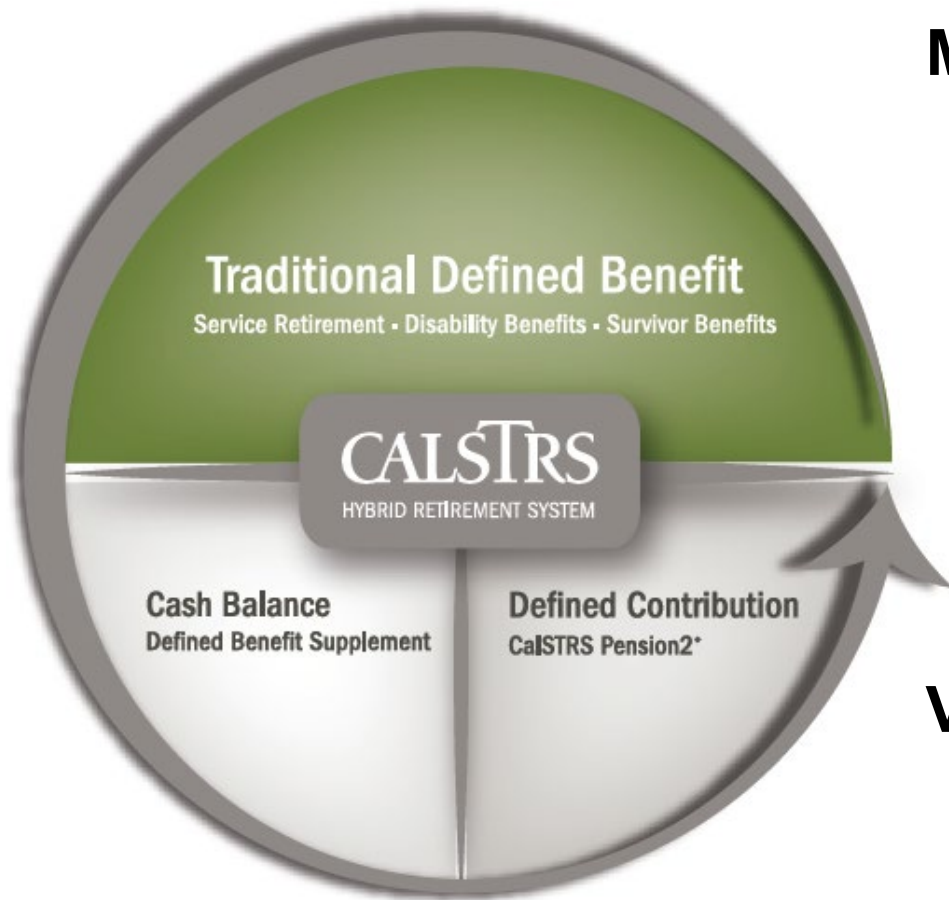 M
Traditional Defined Benefit
Service Retirement • Disability Benefits • Survivor Benefits
CALSTRS
HYBRID RETIREMENT SYSTEM
Cash Balance
Defined Benefit Supplement
Defined Contribution
CalSTRS Pension2*
V